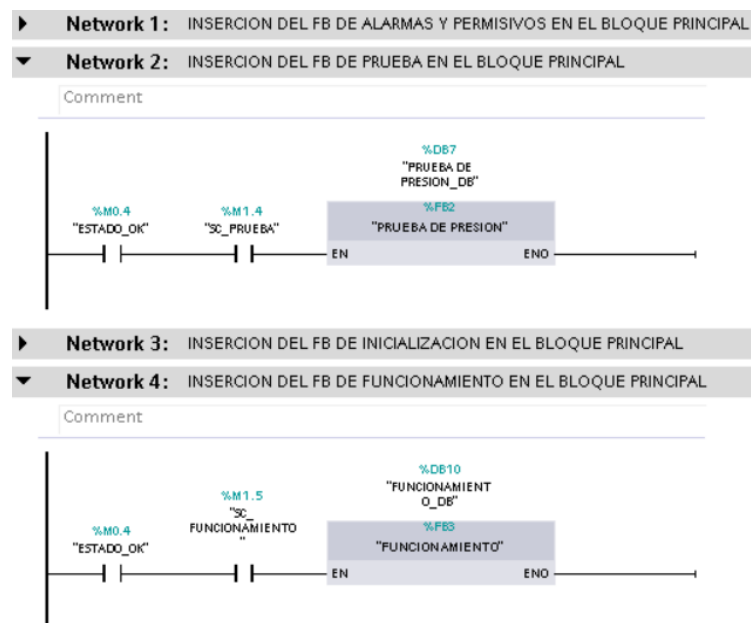 Network 1: INSERCION DEL FB DE ALARMAS Y PERMISIVOS EN EL BLOQUE PRINCIPAL
Network 2: INSERCION DEL FB DE PRUEBA EN EL BLOQUE PRINCIPAL
Comment
%DB7
"PRUEBA DE
PRESION_DB"
%M0.4
"ESTADO_OK"
%M1.4
"SC_PRUEBA"
%FB2
"PRUEBA DE PRESION"
EN ENO
Network 3: INSERCION DEL FB DE INICIALIZACION EN EL BLOQUE PRINCIPAL
Network 4: INSERCION DEL FB DE FUNCIONAMIENTO EN EL BLOQUE PRINCIPAL
Comment
%DB10
"FUNCIONAMIENT
O_DB"
%M0.4
"ESTADO_OK"
%M1.5
"SC_
FUNCIONAMIENTO
"
%FB3
"FUNCIONAMIENTO"
EN ENO